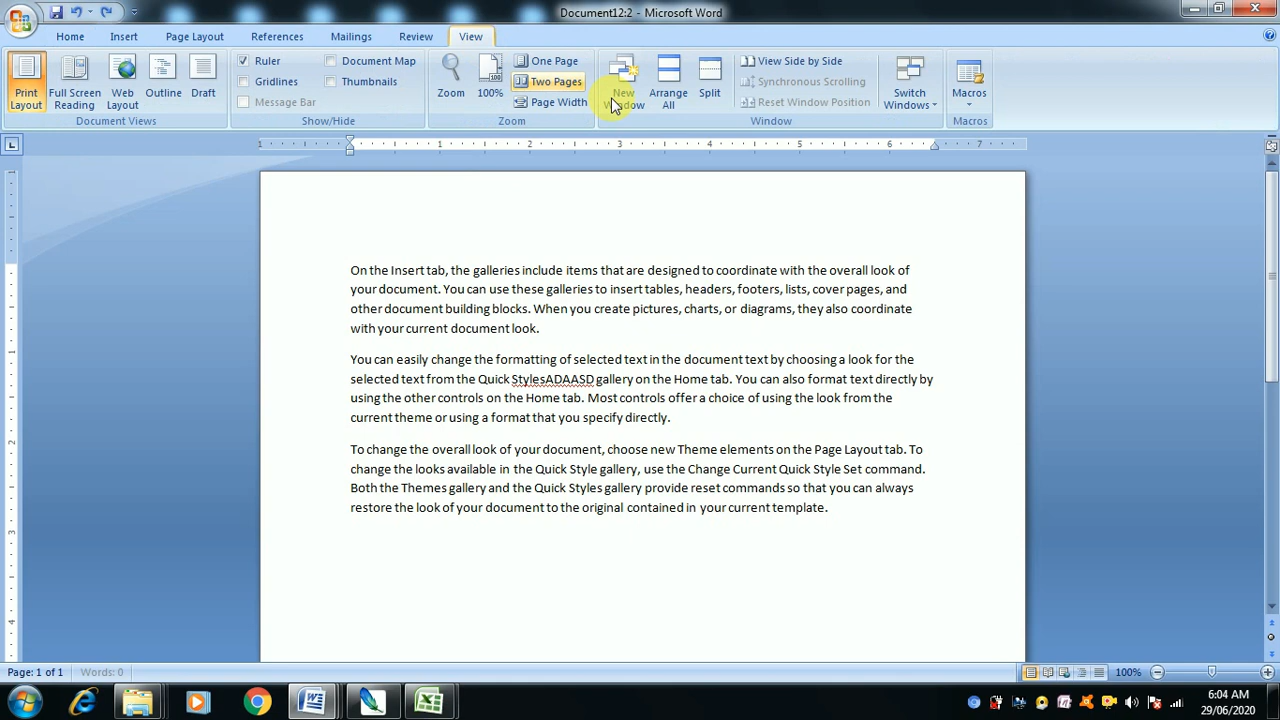 Document12:2 - Microsoft Word
Home Insert Page Layout References Mailings Review View
Print Layout
Full Screen Reading
Web Layout
Outline
Draft
Document Views
Ruler
Gridlines
Message Bar
Document Map
Thumbnails
Show/Hide
Zoom
100%
One Page
Two Pages
Page Width
Zoom
New Window
Arrange All
Split
View Side by Side
Synchronous Scrolling
Reset Window Position
Switch Windows
Window
Macros
Macros
1 1 2 3 4 5 6 7
On the Insert tab, the galleries include items that are designed to coordinate with the overall look of
your document. You can use these galleries to insert tables, headers, footers, lists, cover pages, and
other document building blocks. When you create pictures, charts, or diagrams, they also coordinate
with your current document look.
You can easily change the formatting of selected text in the document text by choosing a look for the
selected text from the Quick StylesADAASD gallery on the Home tab. You can also format text directly by
using the other controls on the Home tab. Most controls offer a choice of using the look from the
current theme or using a format that you specify directly.
To change the overall look of your document, choose new Theme elements on the Page Layout tab. To
change the looks available in the Quick Style gallery, use the Change Current Quick Style Set command.
Both the Themes gallery and the Quick Styles gallery provide reset commands so that you can always
restore the look of your document to the original contained in your current template.
Page: 1 of 1 Words: 0
100%
6:04 AM
29/06/2020